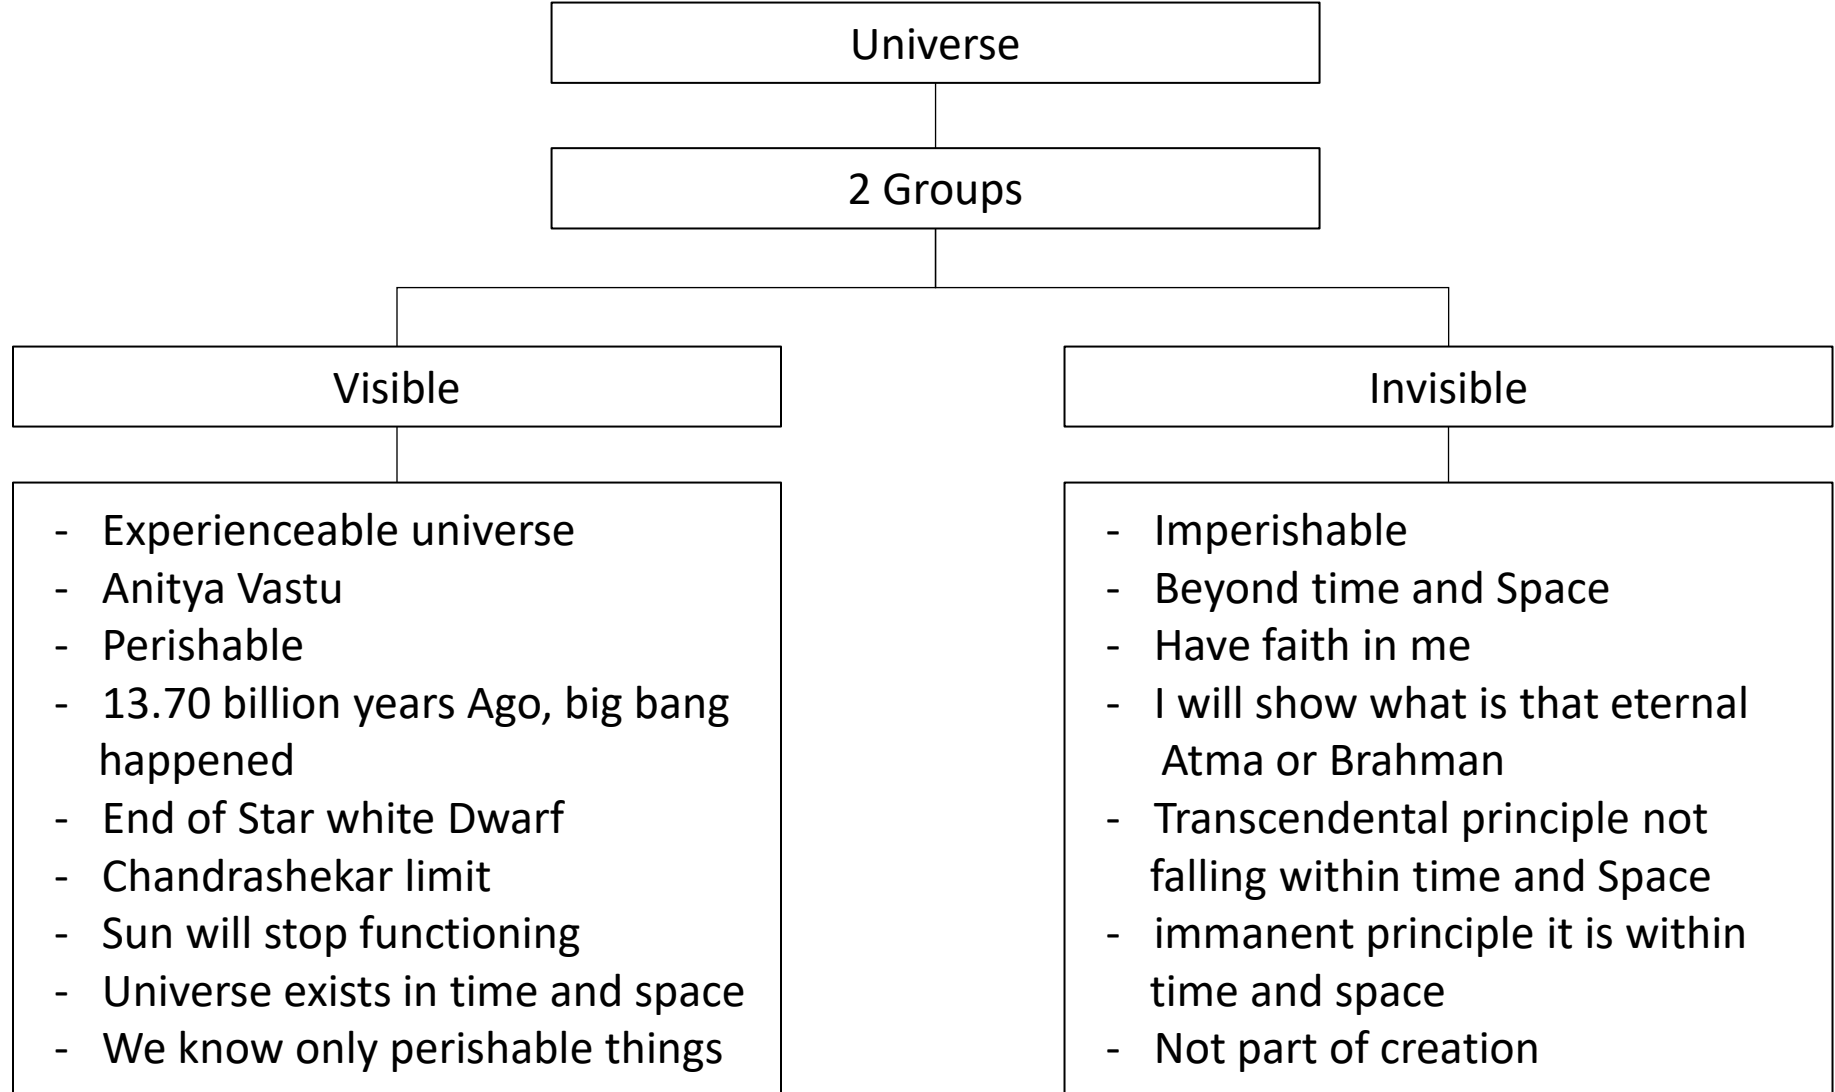 Universe
2 Groups
Visible
Invisible
- Experienceable universe
- Anitya Vastu
- Perishable
- 13.70 billion years Ago, big bang
happened
- End of Star white Dwarf
- Chandrashekar limit
- Sun will stop functioning
- Universe exists in time and space
- We know only perishable things
- Imperishable
- Beyond time and Space
- Have faith in me
- I will show what is that eternal
Atma or Brahman
- Transcendental principle not
falling within time and Space
- immanent principle it is within
time and space
- Not part of creation